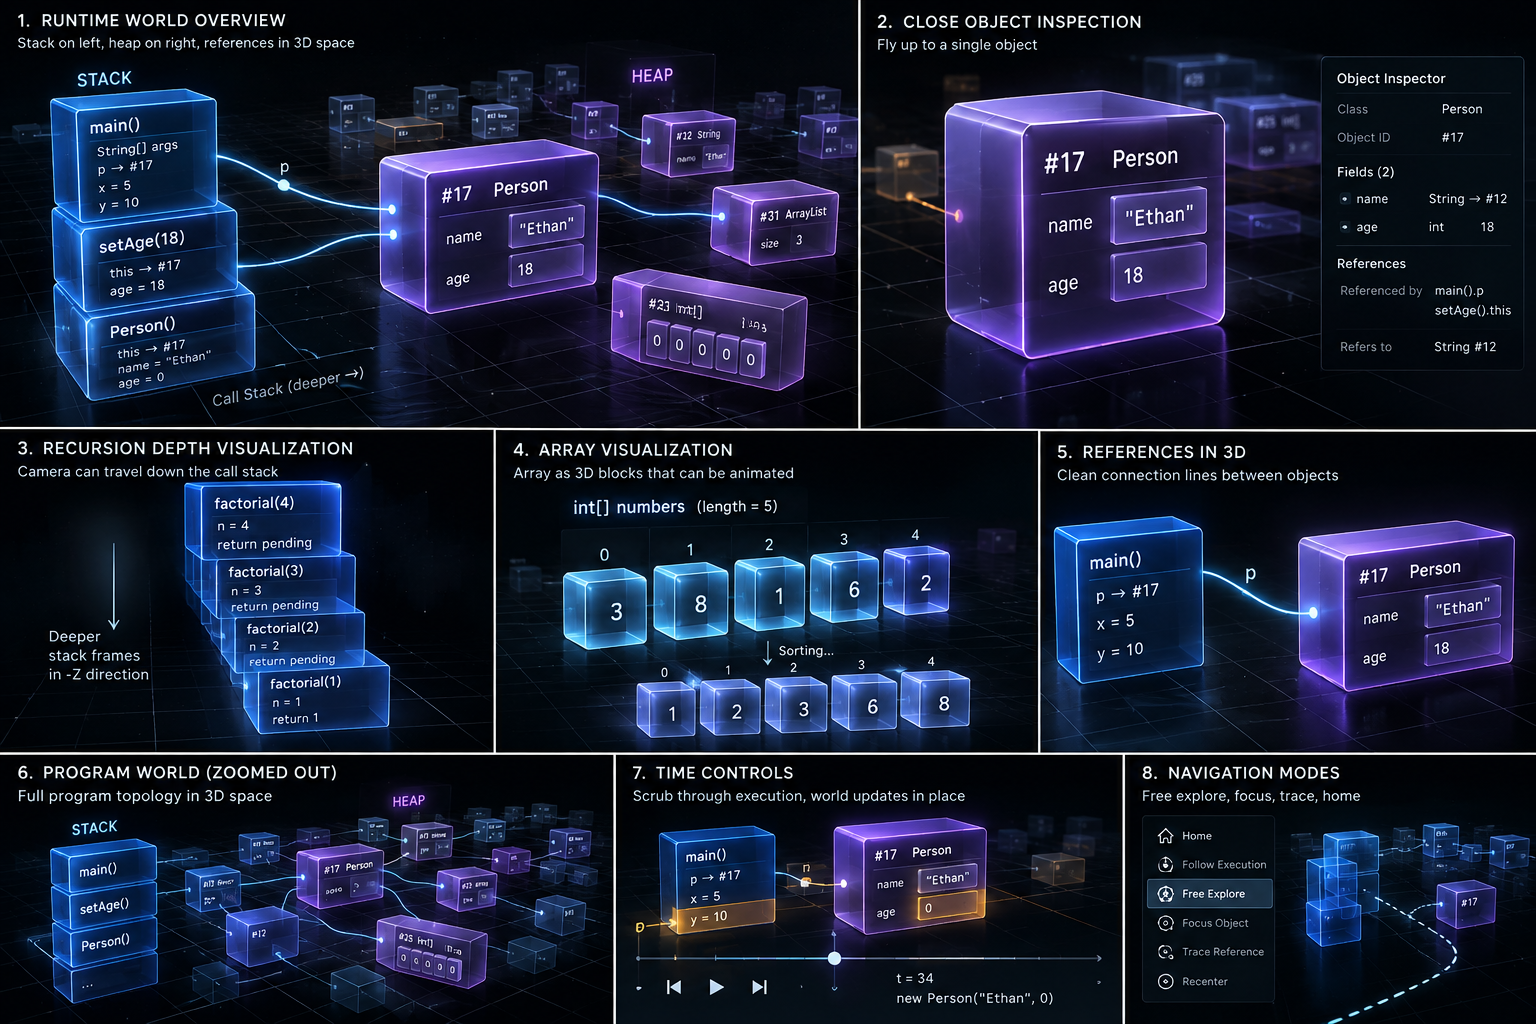 1. RUNTIME WORLD OVERVIEW
Stack on left, heap on right, references in 3D space
STACK
HEAP
main()
String[] args
p → #17
x = 5
y = 10
setAge(18)
this → #17
age = 18
Person()
this → #17
name = "Ethan"
age = 0
Call Stack (deeper →)
p
#17 Person
name "Ethan"
age 18
String
name "Ethan"
#31 ArrayList
size 3
0 0 0 0 0
2. CLOSE OBJECT INSPECTION
Fly up to a single object
#17 Person
name "Ethan"
age 18
Object Inspector
Class Person
Object ID #17
Fields (2)
name String → #12
age int 18
References
Referenced by main().p
setAge().this
Refers to String #12
3. RECURSION DEPTH VISUALIZATION
Camera can travel down the call stack
factorial(4)
n = 4
return pending
factorial(3)
n = 3
return pending
factorial(2)
n = 2
return pending
factorial(1)
n = 1
return 1
Deeper
stack frames
in -Z direction
4. ARRAY VISUALIZATION
Array as 3D blocks that can be animated
int[] numbers (length = 5)
0 1 2 3 4
3 8 1 6 2
Sorting...
0 1 2 3 4
1 2 3 6 8
5. REFERENCES IN 3D
Clean connection lines between objects
main()
p → #17
x = 5
y = 10
p
#17 Person
name "Ethan"
age 18
6. PROGRAM WORLD (ZOOMED OUT)
Full program topology in 3D space
STACK
HEAP
main()
setAge()
Person()
...
#17 Person
#12
0 0 0 0 0
7. TIME CONTROLS
Scrub through execution, world updates in place
main()
p → #17
x = 5
y = 10
p
n
#17 Person
name "Ethan"
age 0
t = 34
new Person("Ethan", 0)
8. NAVIGATION MODES
Free explore, focus, trace, home
Home
Follow Execution
Free Explore
Focus Object
Trace Reference
Recenter
#17